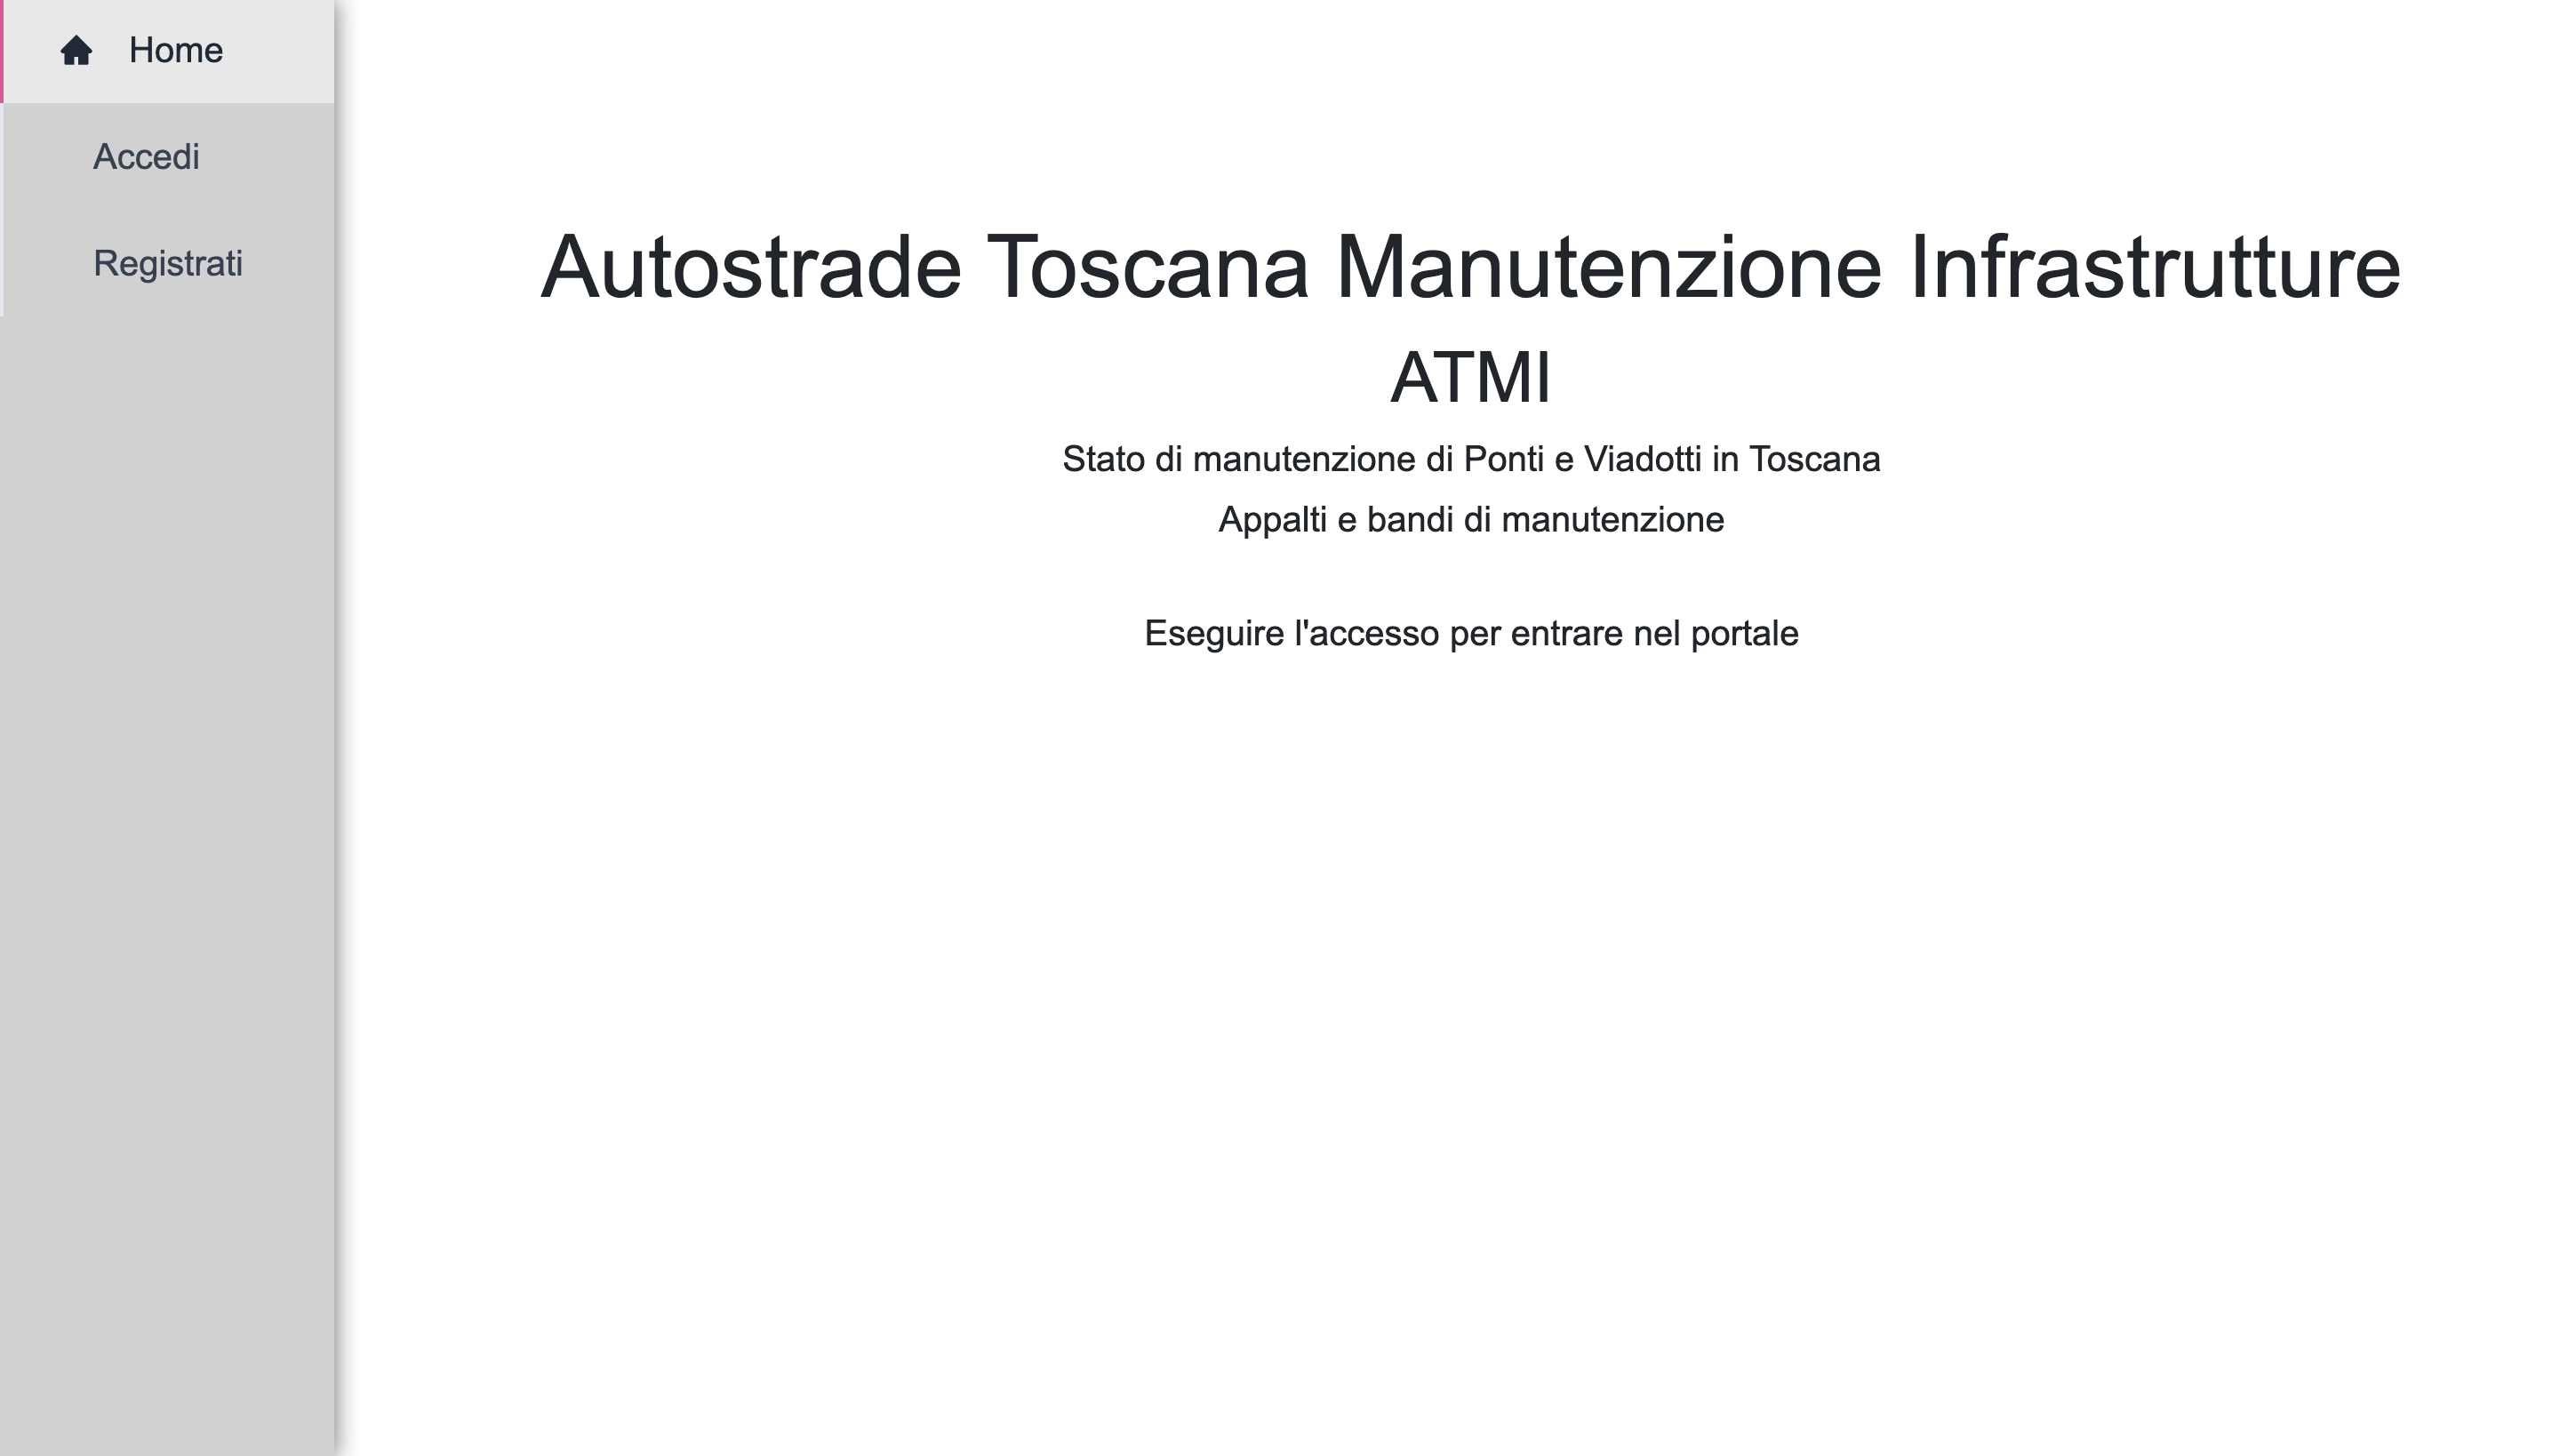 Home
Accedi
Registrati
Autostrade Toscana Manutenzione Infrastrutture
ATMI
Stato di manutenzione di Ponti e Viadotti in Toscana
Appalti e bandi di manutenzione
Eseguire l'accesso per entrare nel portale